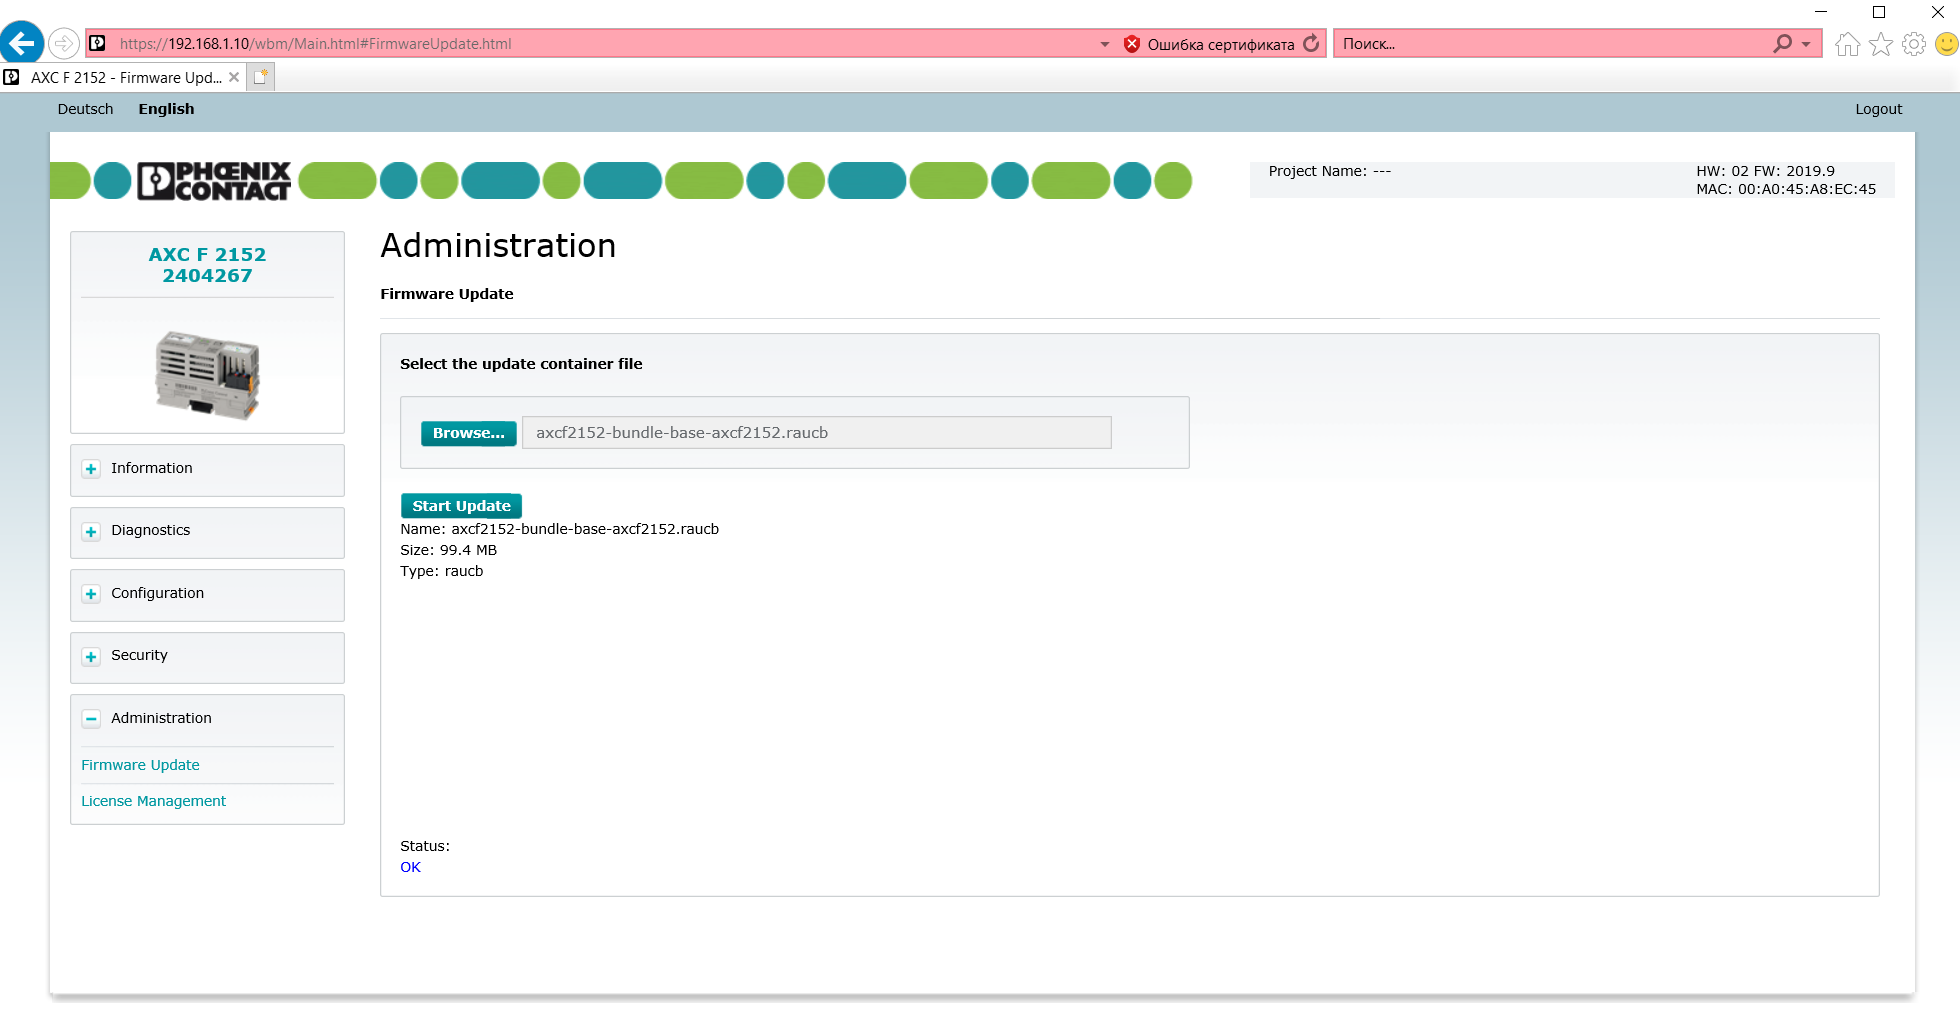 https://192.168.1.10/wbm/Main.html#FirmwareUpdate.html
Ошибка сертификата
Поиск...
AXC F 2152 - Firmware Upd...
Deutsch
English
Logout
PHŒNIX
CONTACT
Project Name: ---
HW: 02 FW: 2019.9
MAC: 00:A0:45:A8:EC:45
AXC F 2152
2404267
Information
Diagnostics
Configuration
Security
Administration
Firmware Update
License Management
Administration
Firmware Update
Select the update container file
Browse...
axcf2152-bundle-base-axcf2152.raucb
Start Update
Name: axcf2152-bundle-base-axcf2152.raucb
Size: 99.4 MB
Type: raucb
Status:
OK